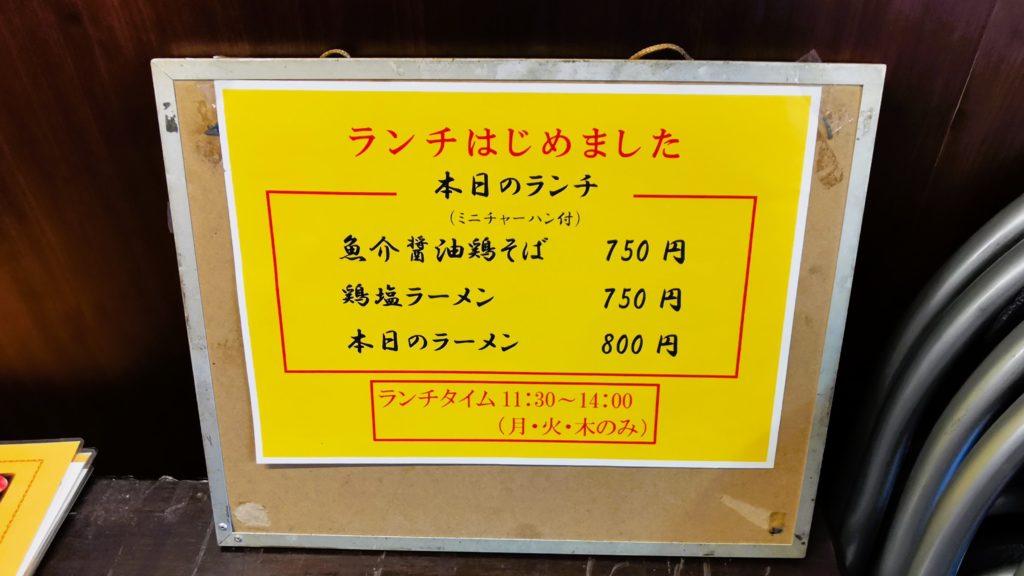 ランチはじめました
本日のランチ
（ミニチャーハン付）
魚介醤油鶏そば 750 円
鶏塩ラーメン 750 円
本日のラーメン 800 円
ランチタイム 11：30～14：00
（月・火・木のみ）